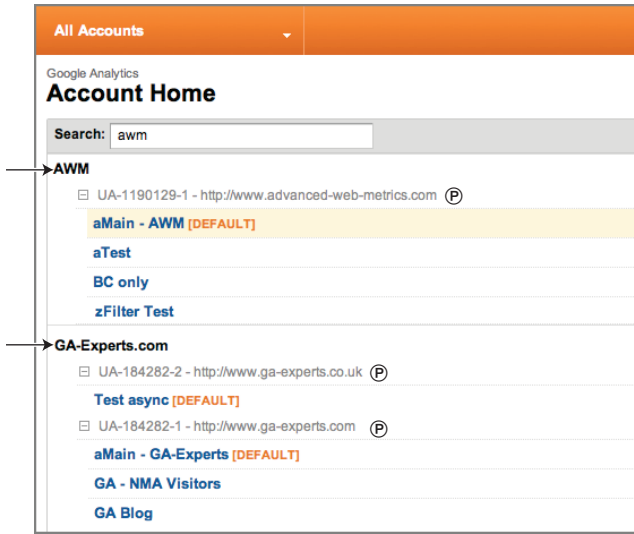 All Accounts
Google Analytics
Account Home
Search: awm
AWM
UA-1190129-1 - http://www.advanced-web-metrics.com P
aMain - AWM [DEFAULT]
aTest
BC only
zFilter Test
GA-Experts.com
UA-184282-2 - http://www.ga-experts.co.uk P
Test async [DEFAULT]
UA-184282-1 - http://www.ga-experts.com P
aMain - GA-Experts [DEFAULT]
GA - NMA Visitors
GA Blog